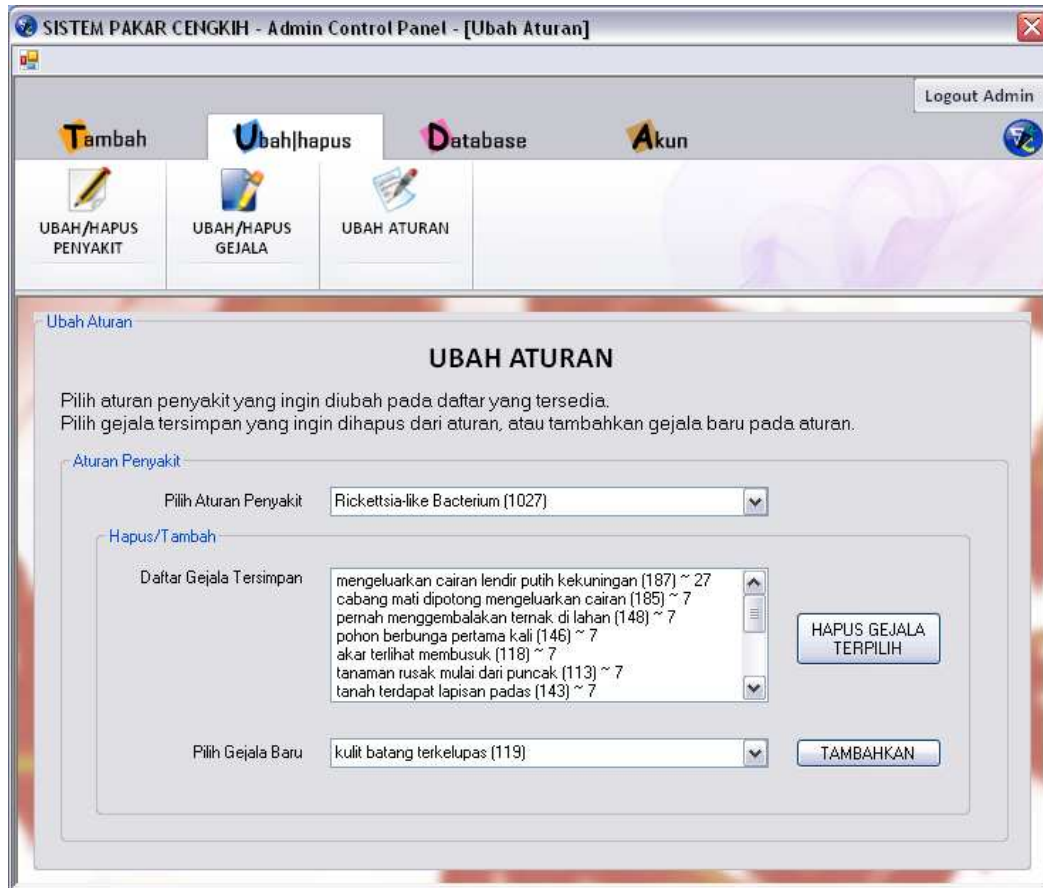 SISTEM PAKAR CENGKIH - Admin Control Panel - [Ubah Aturan]
Logout Admin
Tambah
Ubah|hapus
Database
Akun
UBAH/HAPUS
PENYAKIT
UBAH/HAPUS
GEJALA
UBAH ATURAN
Ubah Aturan
UBAH ATURAN
Pilih aturan penyakit yang ingin diubah pada daftar yang tersedia.
Pilih gejala tersimpan yang ingin dihapus dari aturan, atau tambahkan gejala baru pada aturan.
Aturan Penyakit
Pilih Aturan Penyakit
Rickettsia-like Bacterium (1027)
Hapus/Tambah
Daftar Gejala Tersimpan
mengeluarkan cairan lendir putih kekuningan (187) ~ 27
cabang mati dipotong mengeluarkan cairan (185) ~ 7
pernah menggembalakan ternak di lahan (148) ~ 7
pohon berbunga pertama kali (146) ~ 7
akar terlihat membusuk (118) ~ 7
tanaman rusak mulai dari puncak (113) ~ 7
tanah terdapat lapisan padas (143) ~ 7
HAPUS GEJALA
TERPILIH
Pilih Gejala Baru
kulit batang terkelupas (119)
TAMBAHKAN